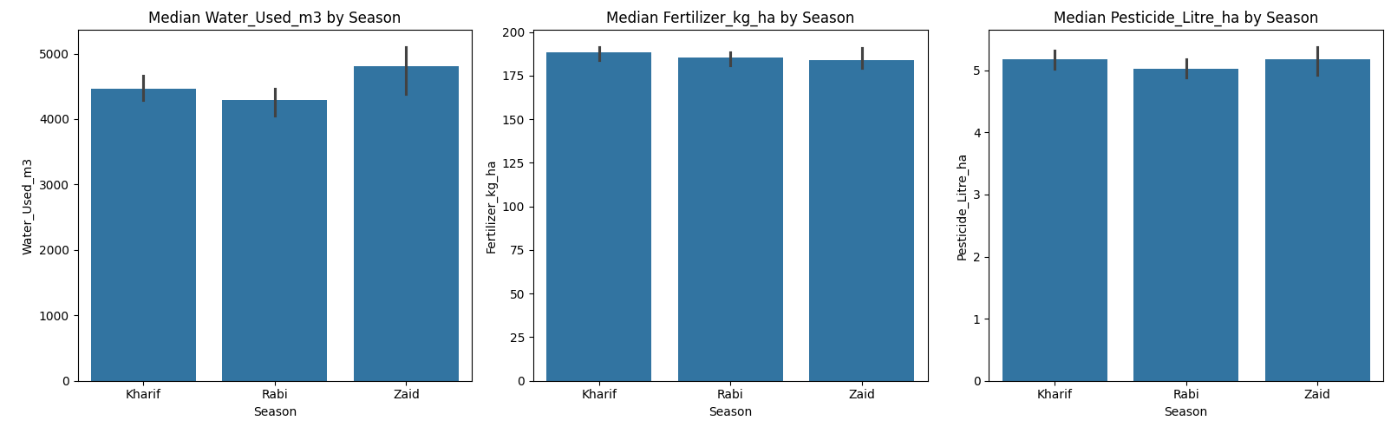 Median Water_Used_m3 by Season
Water_Used_m3
5000
4000
3000
2000
1000
0
Kharif Rabi Zaid
Season
Median Fertilizer_kg_ha by Season
Fertilizer_kg_ha
200
175
150
125
100
75
50
25
0
Kharif Rabi Zaid
Season
Median Pesticide_Litre_ha by Season
Pesticide_Litre_ha
5
4
3
2
1
0
Kharif Rabi Zaid
Season